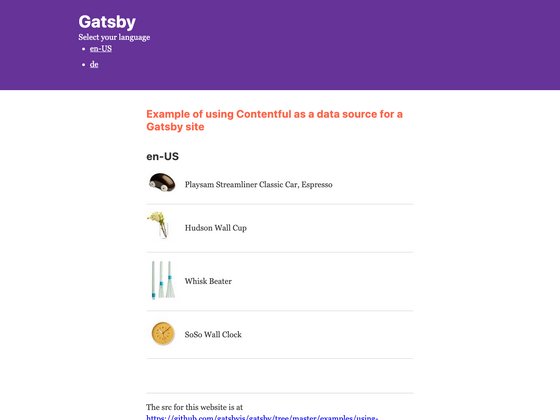 Gatsby
Select your language
en-US
de
Example of using Contentful as a data source for a
Gatsby site
en-US
Playsam Streamliner Classic Car, Espresso
Hudson Wall Cup
Whisk Beater
SoSo Wall Clock
The src for this website is at
https://github.com/gatsbyjs/gatsby/tree/master/examples/using-